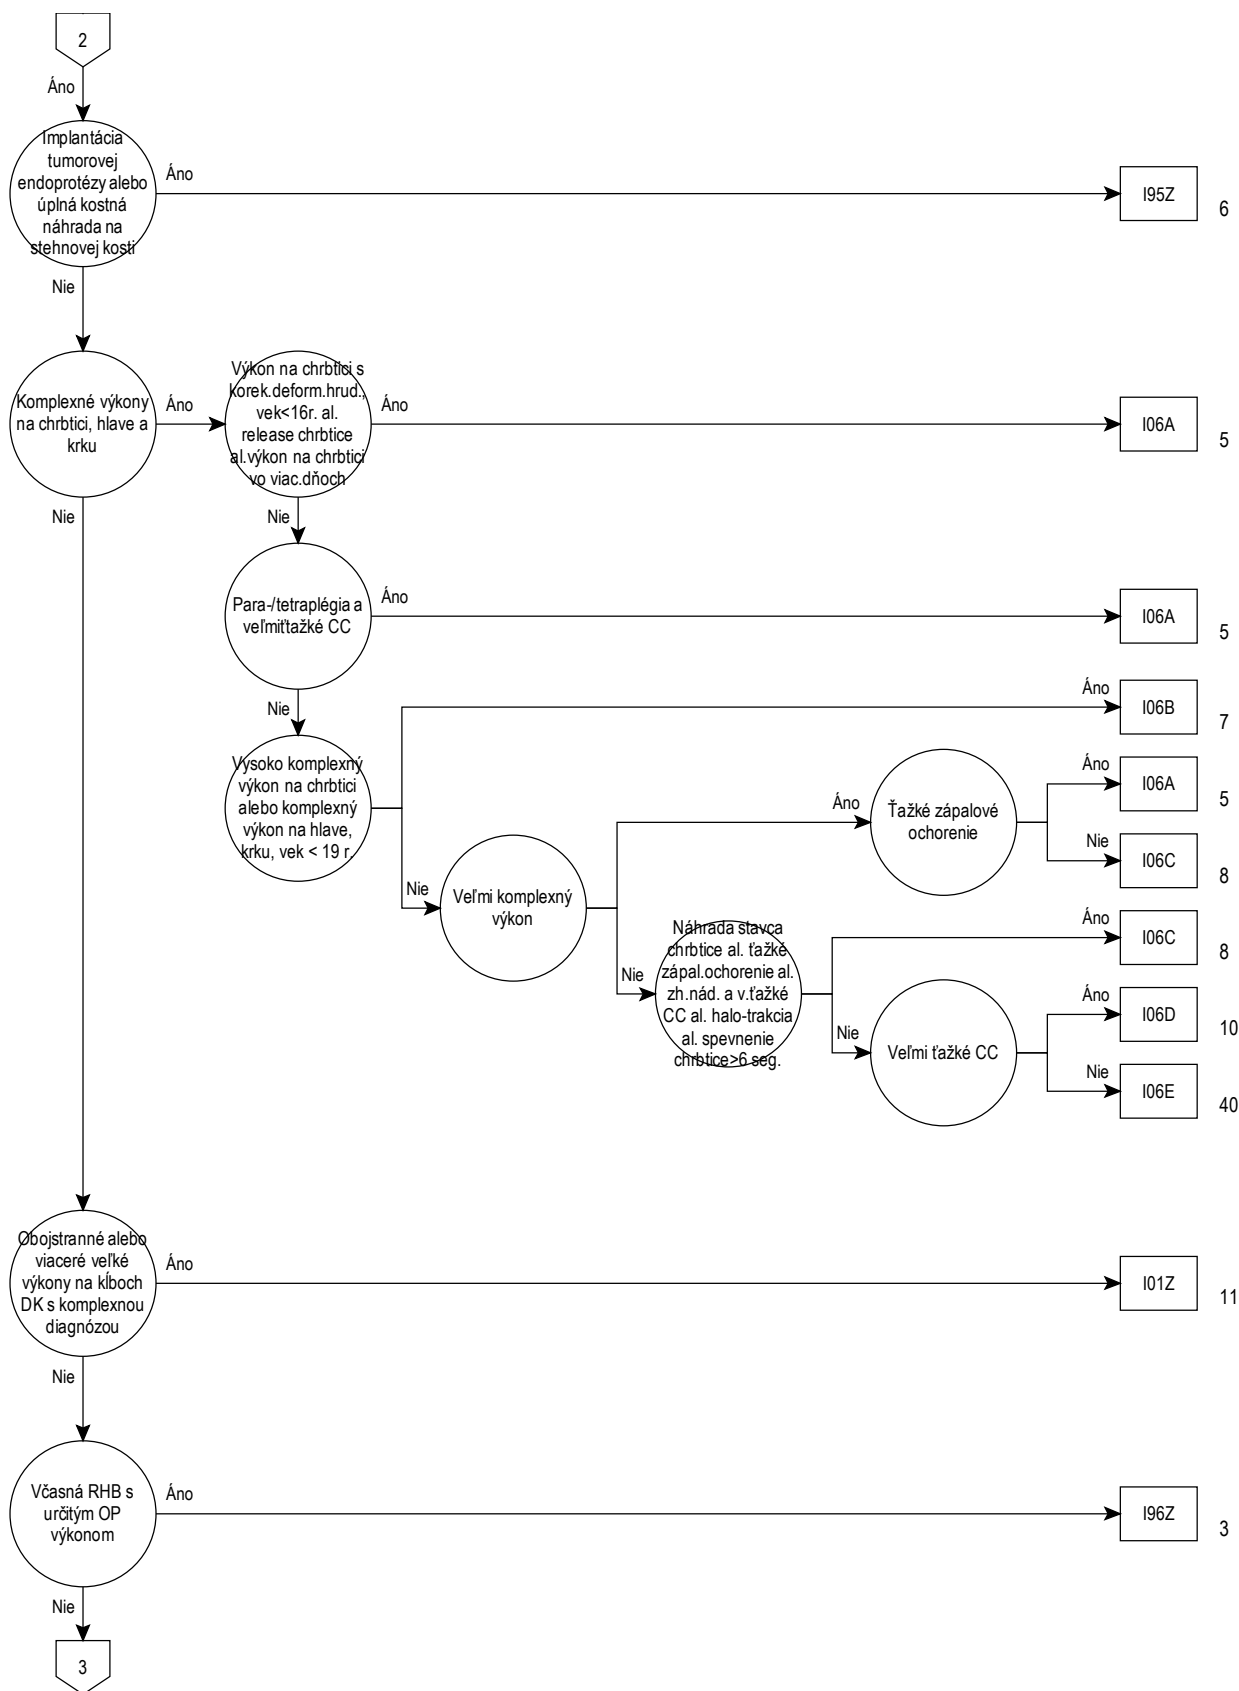 2
Áno
Implantácia
tumorovej
endoprotézy alebo
úplná kostná
náhrada na
stehnovej kosti
Áno
I95Z
6
Nie
Komplexné výkony
na chrbtici, hlave a
krku
Áno
Výkon na chrbtici s
korek.deform.hrud.,
vek<16r. al.
release chrbtice
al.výkon na chrbtici
vo viac.dňoch
Áno
I06A
5
Nie
Nie
Para-/tetraplégia a
veľmiťtažké CC
Áno
I06A
5
Nie
Vysoko komplexný
výkon na chrbtici
alebo komplexný
výkon na hlave,
krku, vek < 19 r.
Áno
I06B
7
Nie
Veľmi komplexný
výkon
Áno
Ťažké zápalové
ochorenie
Áno
I06A
5
Nie
I06C
8
Nie
Náhrada stavca
chrbtice al. ťažké
zápal.ochorenie al.
zh.nád. a v.ťažké
CC al. halo-trakcia
al. spevnenie
chrbtice>6 seg.
Áno
I06C
8
Nie
Veľmi ťažké CC
Áno
I06D
10
Nie
I06E
40
Obojstranné alebo
viaceré veľké
výkony na kĺboch
DK s komplexnou
diagnózou
Áno
I01Z
11
Nie
Včasná RHB s
určitým OP
výkonom
Áno
I96Z
3
Nie
3